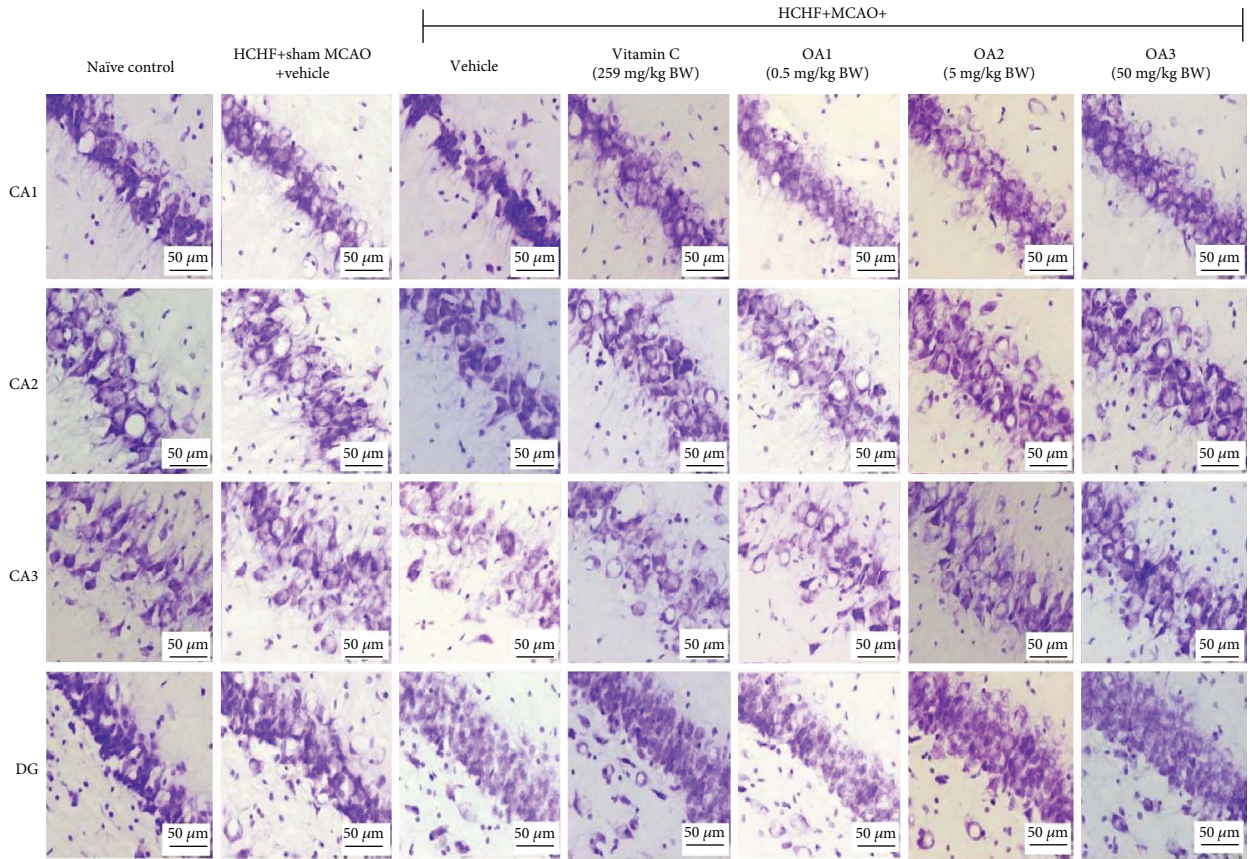 HCHF+MCAO+
Naïve control
HCHF+sham MCAO
+vehicle
Vehicle
Vitamin C
(259 mg/kg BW)
OA1
(0.5 mg/kg BW)
OA2
(5 mg/kg BW)
OA3
(50 mg/kg BW)
CA1
50 µm
50 µm
50 µm
50 µm
50 µm
50 µm
50 µm
CA2
50 µm
50 µm
50 µm
50 µm
50 µm
50 µm
50 µm
CA3
50 µm
50 µm
50 µm
50 µm
50 µm
50 µm
50 µm
DG
50 µm
50 µm
50 µm
50 µm
50 µm
50 µm
50 µm